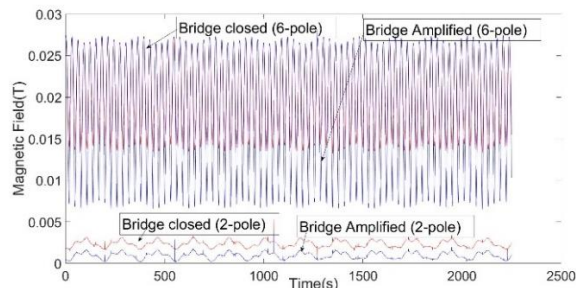 0.03
Bridge closed (6-pole)
Bridge Amplified (6-pole)
0.025
0.02
0.015
0.01
0.005
0
Magnetic Field(T)
Bridge closed (2-pole)
Bridge Amplified (2-pole)
0 500 1000 1500 2000 2500
Time(s)